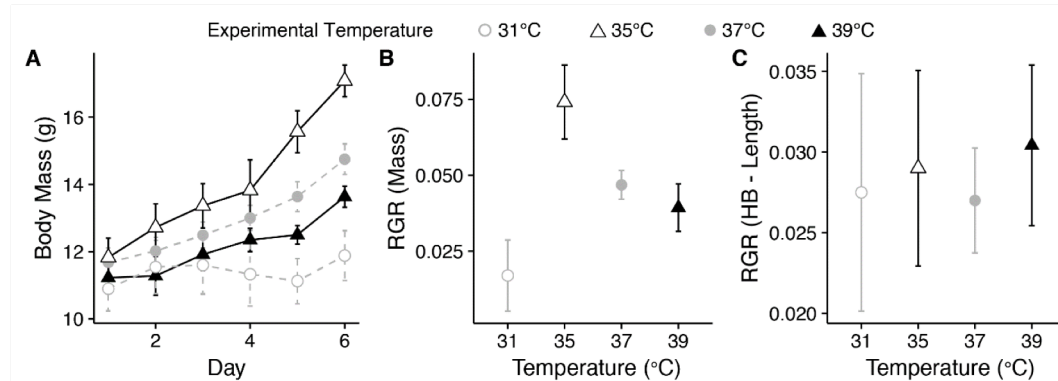 Experimental Temperature 31°C 35°C 37°C 39°C
A
Body Mass (g)
16
14
12
10
2 4 6
Day
B
RGR (Mass)
0.075
0.050
0.025
31 35 37 39
Temperature (°C)
C
RGR (HB - Length)
0.035
0.030
0.025
0.020
31 35 37 39
Temperature (°C)